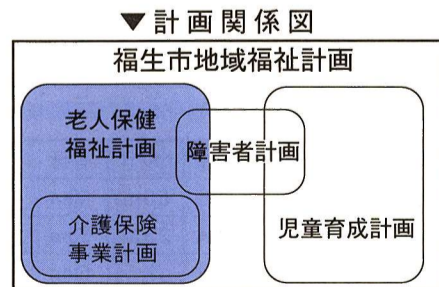 ▼計画関係図
福生市地域福祉計画
老人保健
福祉計画
障害者計画
介護保険
事業計画
児童育成計画